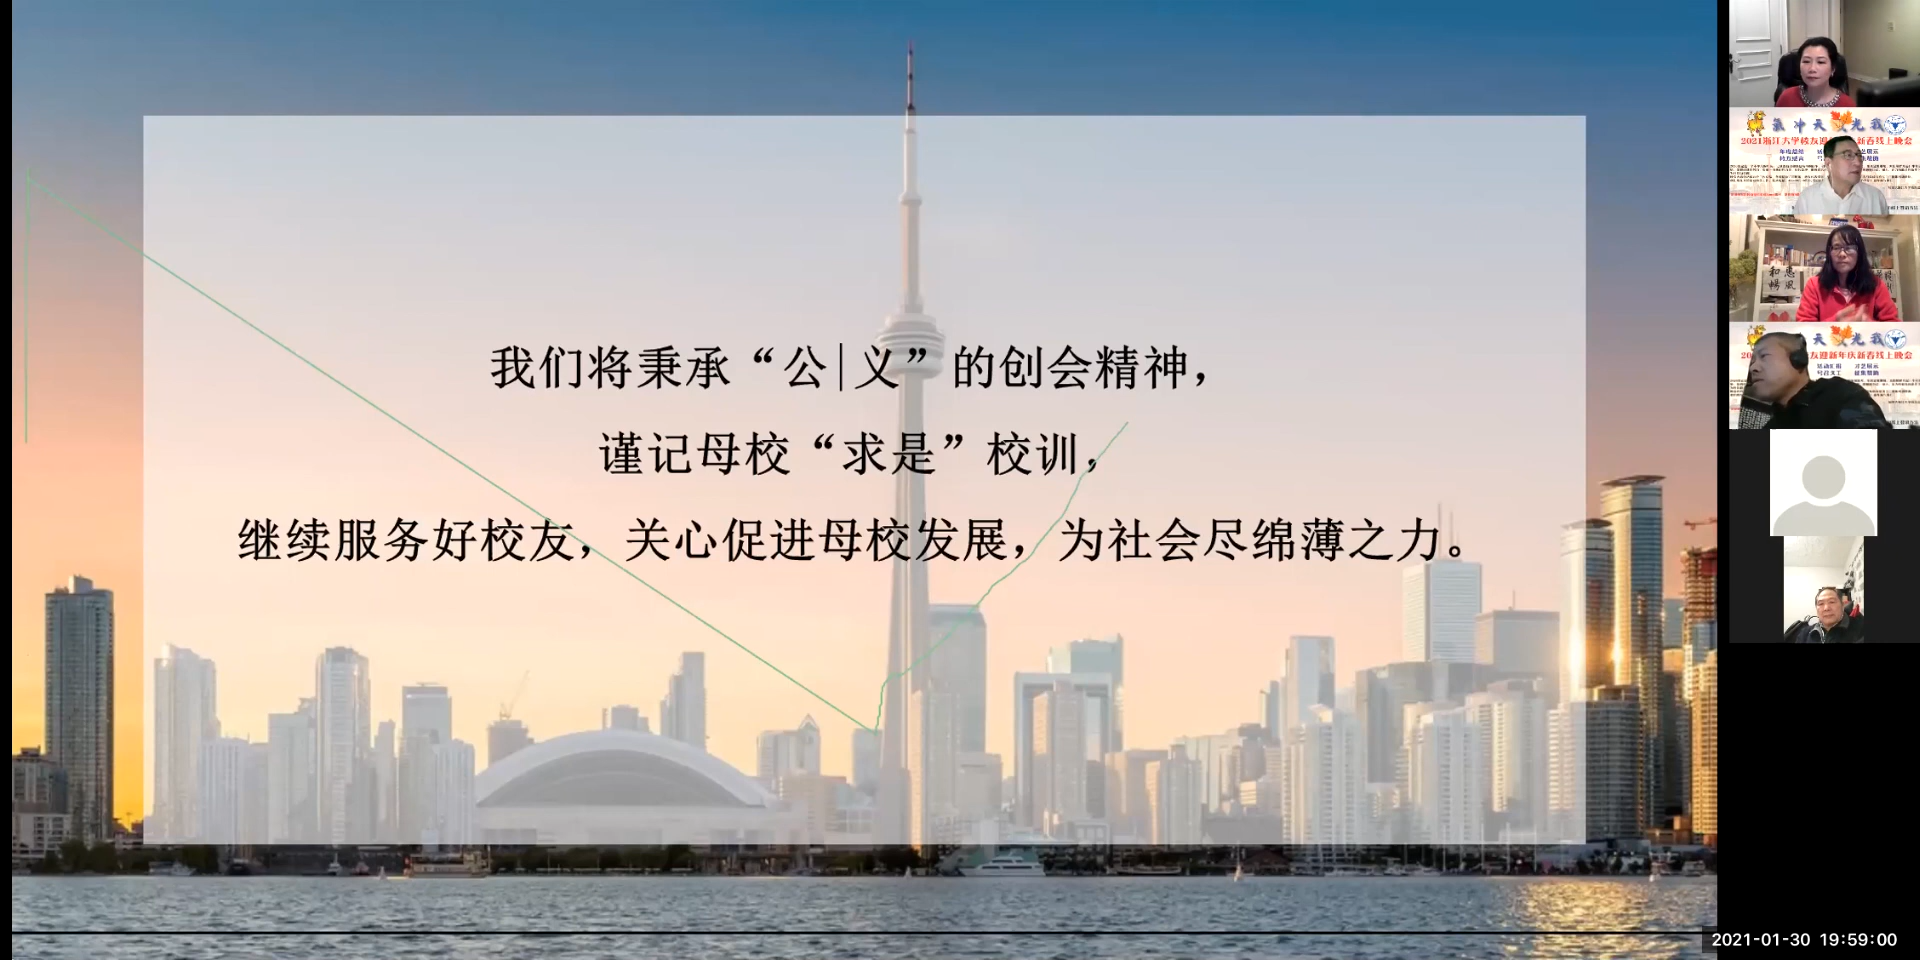 我们将秉承“公|义”的创会精神，
谨记母校“求是”校训，
继续服务好校友，关心促进母校发展，为社会尽绵薄之力。
2021-01-30 19:59:00